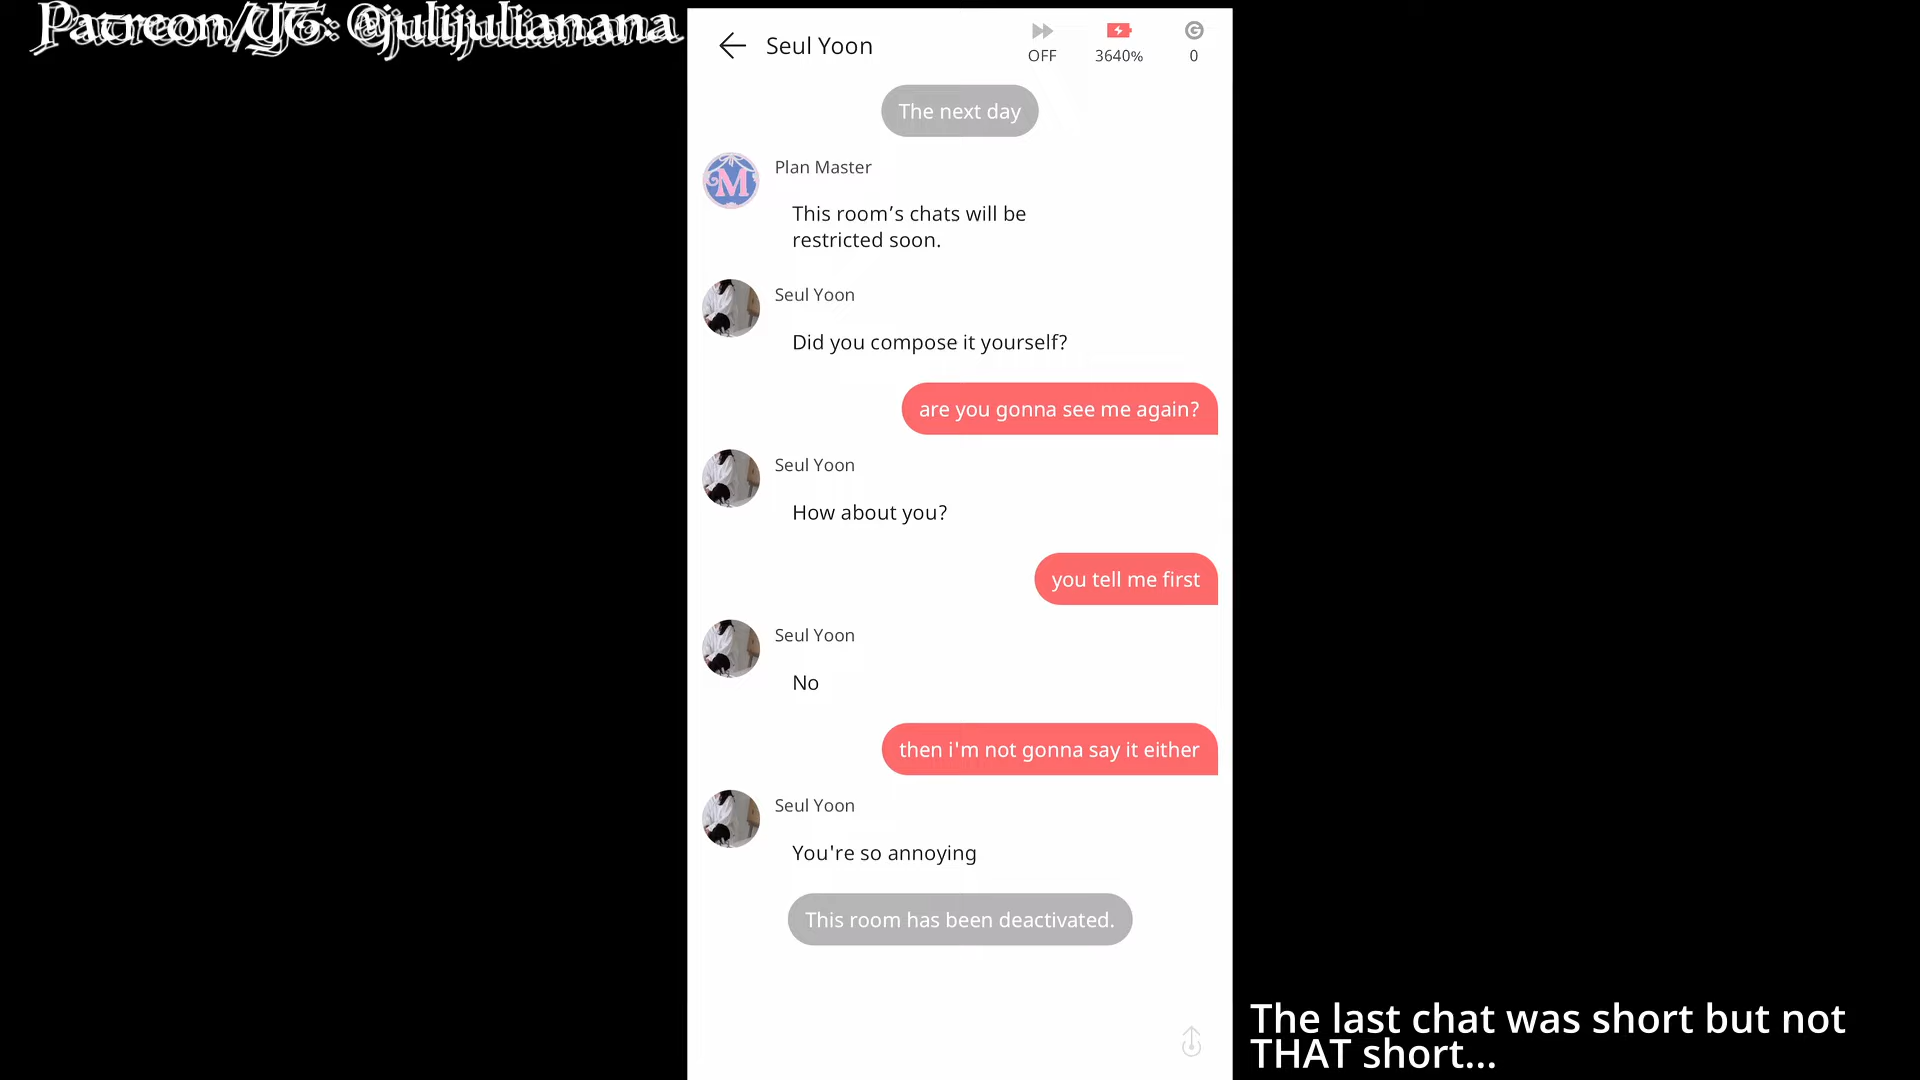 Patreon/YT: @julijulianana
Seul Yoon
OFF
3640%
0
The next day
Plan Master
This room’s chats will be
restricted soon.
Seul Yoon
Did you compose it yourself?
are you gonna see me again?
Seul Yoon
How about you?
you tell me first
Seul Yoon
No
then i'm not gonna say it either
Seul Yoon
You're so annoying
This room has been deactivated.
The last chat was short but not
THAT short...